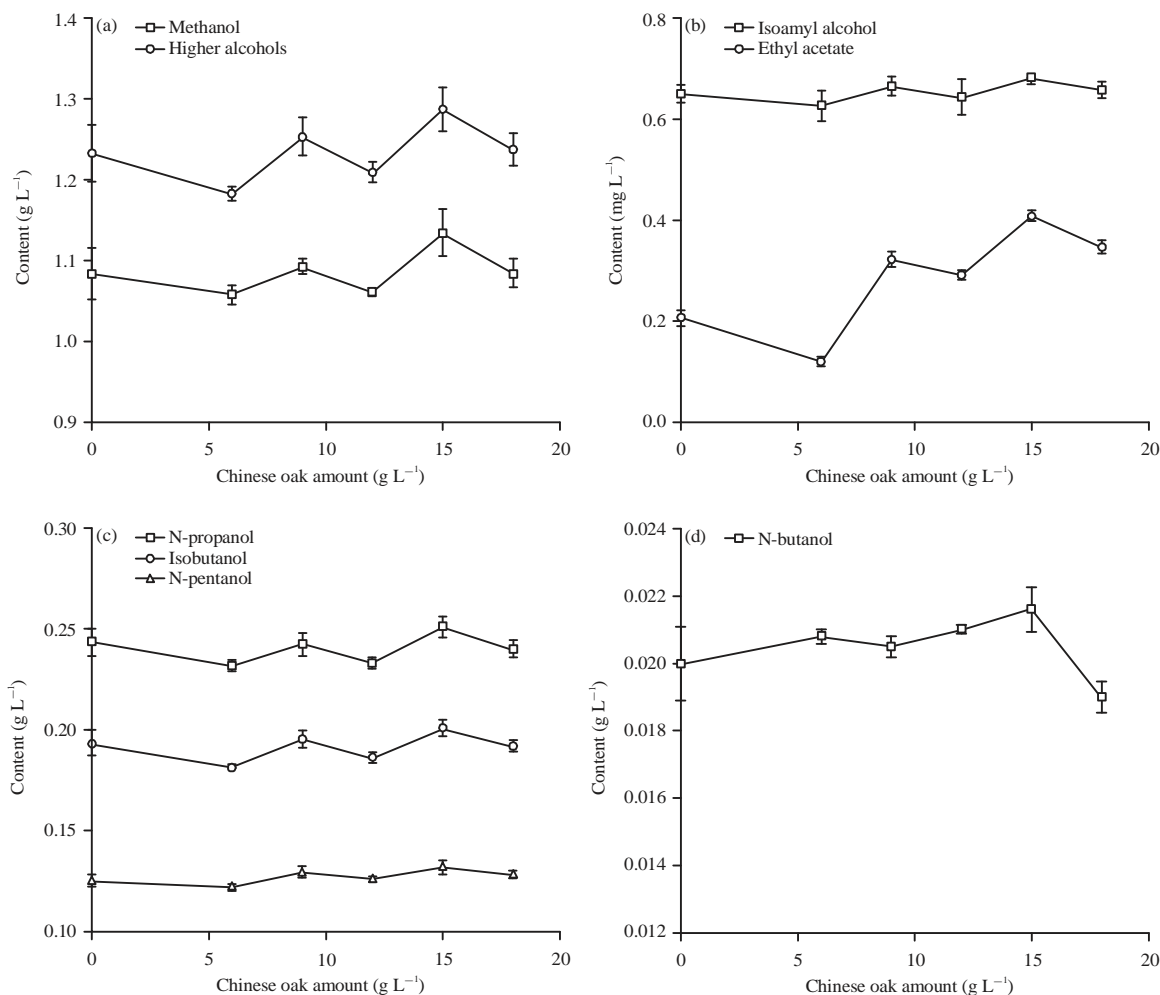 (a)
Methanol
Higher alcohols
1.4
1.3
1.2
1.1
1.0
0.9
Content (g L⁻¹)
0 5 10 15 20
Chinese oak amount (g L⁻¹)
(b)
Isoamyl alcohol
Ethyl acetate
0.8
0.6
0.4
0.2
0.0
Content (mg L⁻¹)
0 5 10 15 20
Chinese oak amount (g L⁻¹)
(c)
N-propanol
Isobutanol
N-pentanol
0.30
0.25
0.20
0.15
0.10
Content (g L⁻¹)
0 5 10 15 20
Chinese oak amount (g L⁻¹)
(d)
N-butanol
0.024
0.022
0.020
0.018
0.016
0.014
0.012
Content (g L⁻¹)
0 5 10 15 20
Chinese oak amount (g L⁻¹)